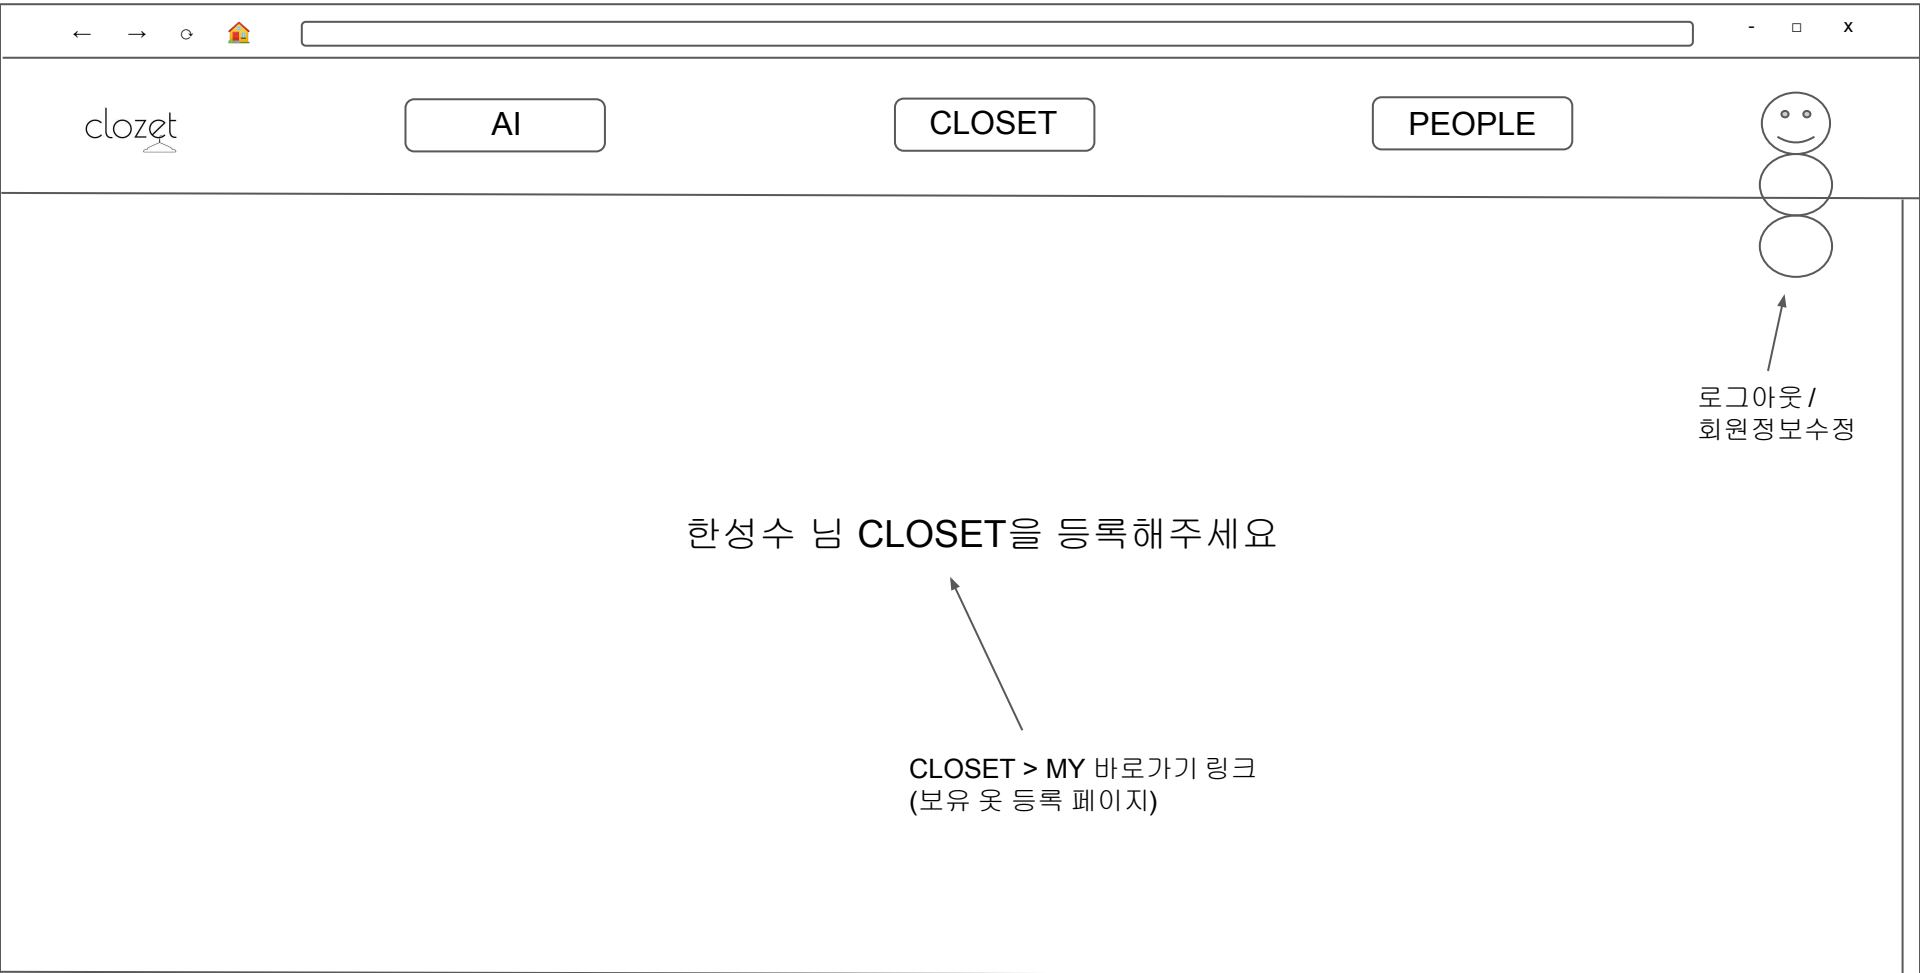 - □ x
clozet
AI
CLOSET
PEOPLE
로그아웃 /
회원정보수정
한성수 님 CLOSET을 등록해주세요
CLOSET > MY 바로가기 링크
(보유 옷 등록 페이지)